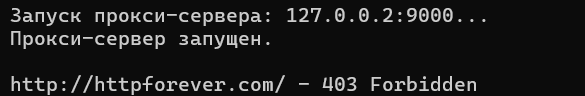 Запуск прокси-сервера: 127.0.0.2:9000...
Прокси-сервер запущен.
http://httpforever.com/ - 403 Forbidden